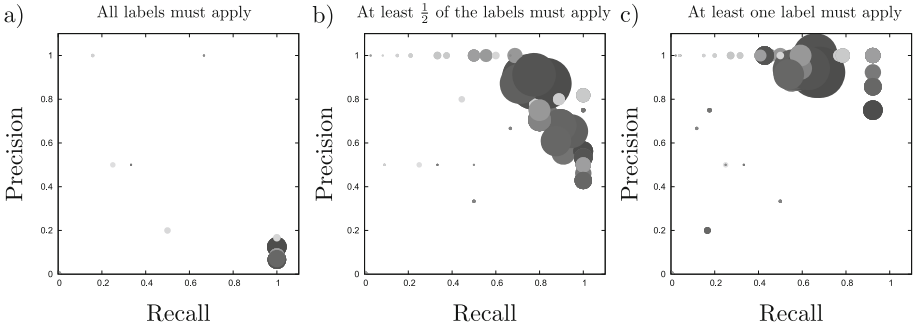 a) All labels must apply
b) At least 1/2 of the labels must apply
c) At least one label must apply
Precision
1
0.8
0.6
0.4
0.2
0
0 0.2 0.4 0.6 0.8 1
Recall
Precision
1
0.8
0.6
0.4
0.2
0
0 0.2 0.4 0.6 0.8 1
Recall
Precision
1
0.8
0.6
0.4
0.2
0
0 0.2 0.4 0.6 0.8 1
Recall